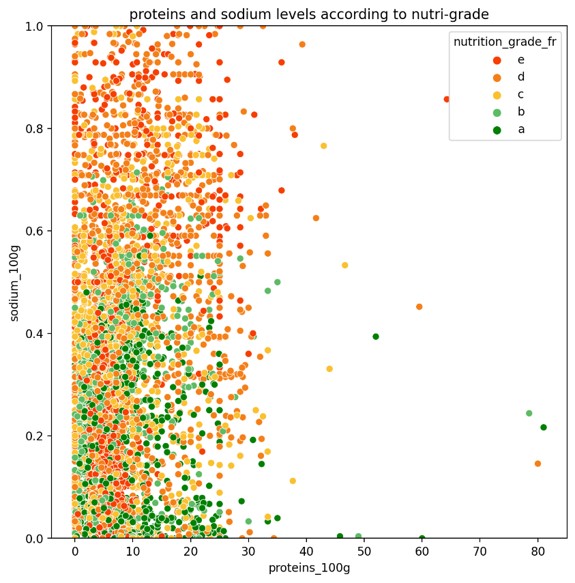 proteins and sodium levels according to nutri-grade
nutrition_grade_fr
e
d
c
b
a
1.0
0.8
0.6
0.4
0.2
0.0
sodium_100g
0 10 20 30 40 50 60 70 80
proteins_100g